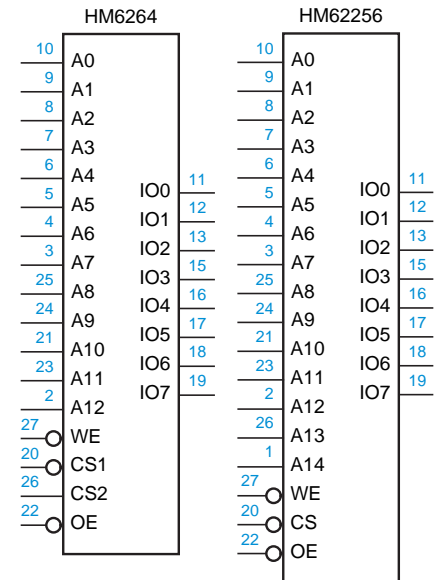 HM6264
10 A0
9 A1
8 A2
7 A3
6 A4
5 A5
4 A6
3 A7
25 A8
24 A9
21 A10
23 A11
2 A12
27 WE
20 CS1
26 CS2
22 OE
IO0 11
IO1 12
IO2 13
IO3 15
IO4 16
IO5 17
IO6 18
IO7 19
HM62256
10 A0
9 A1
8 A2
7 A3
6 A4
5 A5
4 A6
3 A7
25 A8
24 A9
21 A10
23 A11
2 A12
26 A13
1 A14
27 WE
20 CS
22 OE
IO0 11
IO1 12
IO2 13
IO3 15
IO4 16
IO5 17
IO6 18
IO7 19